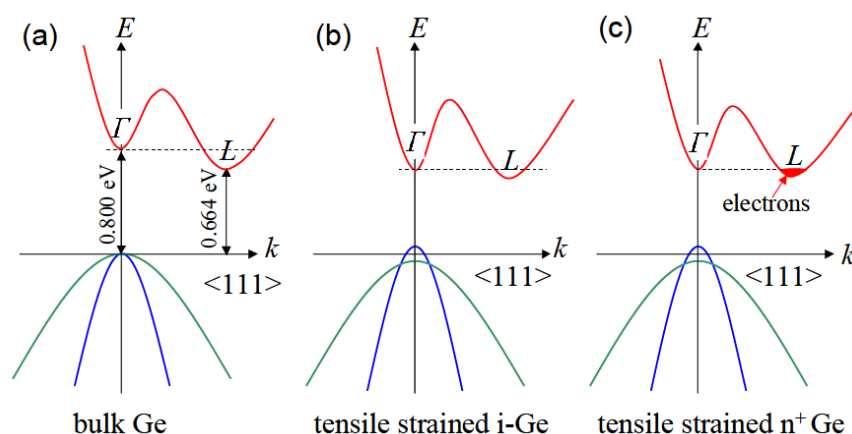 (a)
E
Γ
L
0.800 eV
0.664 eV
k
<111>
bulk Ge
(b)
E
Γ
L
k
<111>
tensile strained i-Ge
(c)
E
Γ
L
electrons
k
<111>
tensile strained n⁺ Ge